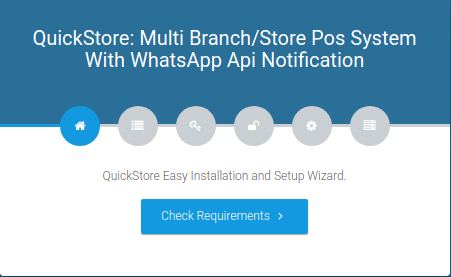 QuickStore: Multi Branch/Store Pos System
With WhatsApp Api Notification
QuickStore Easy Installation and Setup Wizard.
Check Requirements